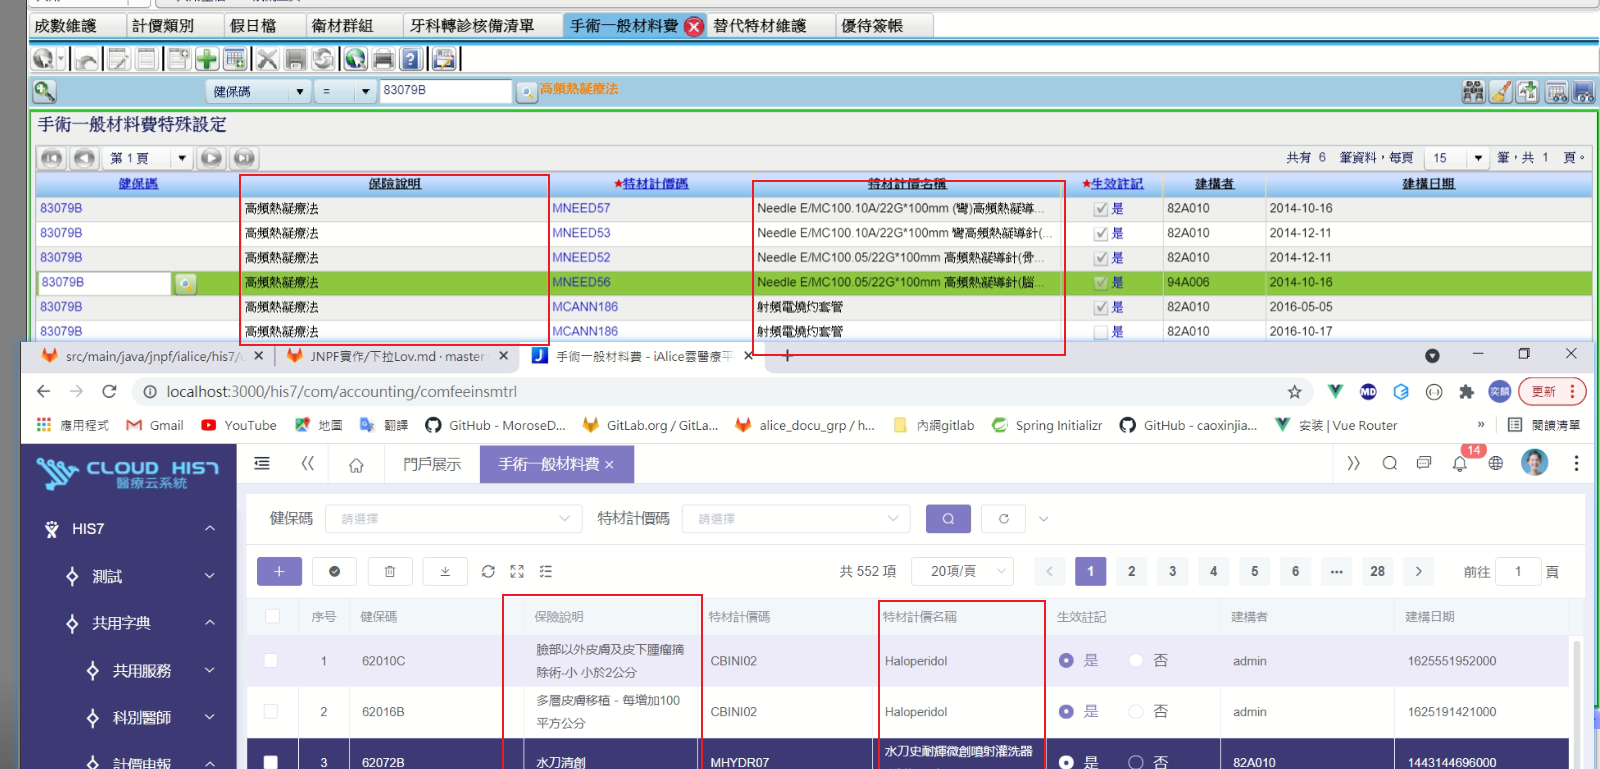 成數維護 計價類別 假日檔 衛材群組 牙科轉診核備清單 手術一般材料費 替代特材維護 優待簽帳
健保碼 = 83079B 高頻熱凝療法
手術一般材料費特殊設定
第 1 頁 共有 6 筆資料，每頁 15 筆，共 1 頁。
健保碼 保險說明 ★特材計價碼 特材計價名稱 ★生效註記 建構者 建構日期
83079B 高頻熱凝療法 MNEED57 Needle E/MC100.10A/22G*100mm (彎)高頻熱凝導... 是 82A010 2014-10-16
83079B 高頻熱凝療法 MNEED53 Needle E/MC100.10A/22G*100mm 彎高頻熱凝導針(... 是 82A010 2014-12-11
83079B 高頻熱凝療法 MNEED52 Needle E/MC100.05/22G*100mm 高頻熱凝導針(骨... 是 82A010 2014-12-11
83079B 高頻熱凝療法 MNEED56 Needle E/MC100.05/22G*100mm 高頻熱凝導針(腦... 是 94A006 2014-10-16
83079B 高頻熱凝療法 MCANN186 射頻電燒灼套管 是 82A010 2016-05-05
83079B 高頻熱凝療法 MCANN186 射頻電燒灼套管 是 82A010 2016-10-17
src/main/java/jnpf/ialice/his7/ JNPF實作/下拉Lov.md · master 手術一般材料費 - iAlice雲醫療平
localhost:3000/his7/com/accounting/comfeeinsmtrl MD 奕麟 更新
應用程式 Gmail YouTube 地圖 翻譯 GitHub - MoroseD... GitLab.org / GitLa... alice_docu_grp / h... 內網gitlab Spring Initializr GitHub - caoxinjia... 安裝 | Vue Router » 閱讀清單
CLOUD HIS7
醫療云系統
門戶展示 手術一般材料費 14
HIS7
測試
共用字典
共用服務
科別醫師
計價申報
健保碼 請選擇 特材計價碼 請選擇
共 552 項 20項/頁 1 2 3 4 5 6 ... 28 前往 1 頁
序号 健保碼 保險說明 特材計價碼 特材計價名稱 生效註記 建構者 建構日期
1 62010C 臉部以外皮膚及皮下腫瘤摘除術-小 小於2公分 CBINI02 Haloperidol 是 否 admin 1625551952000
2 62016B 多層皮膚移植 - 每增加100平方公分 CBINI02 Haloperidol 是 否 admin 1625191421000
3 62072B 水刀清創 MHYDR07 水刀史耐輝微創噴射灌洗器 是 否 82A010 1443144696000